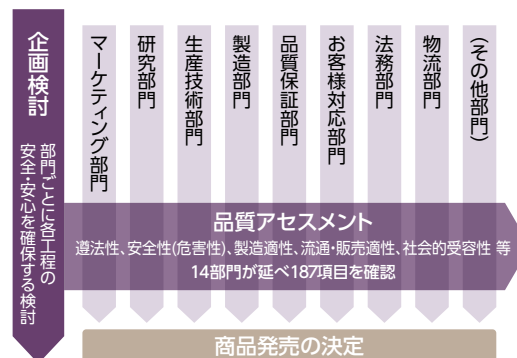 企画検討
部門ごとに各工程の
安全・安心を確保する検討
マーケティング部門
研究部門
生産技術部門
製造部門
品質保証部門
お客様対応部門
法務部門
物流部門
(その他部門)
品質アセスメント
遵法性、安全性(危害性)、製造適性、流通・販売適性、社会的受容性 等
14部門が延べ187項目を確認
商品発売の決定